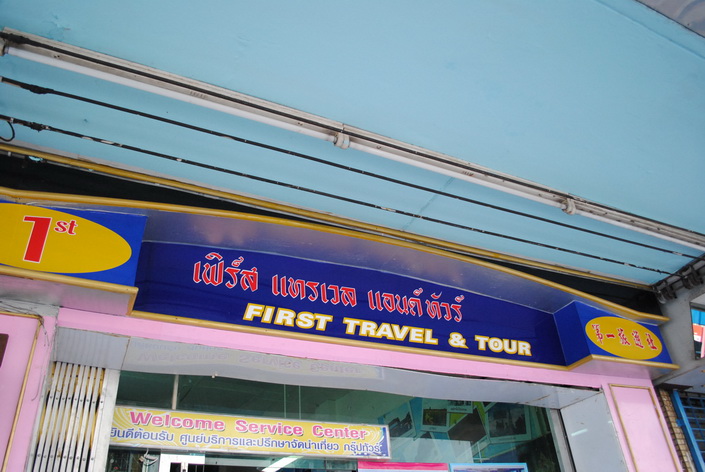 1st
เฟิร์ส แทรเวล แอนด์ ทัวร์
FIRST TRAVEL & TOUR
第一旅遊社
Welcome Service Center
ยินดีต้อนรับ ศูนย์บริการและปรึกษาจัดนำเที่ยว กรุ๊ปทัวร์